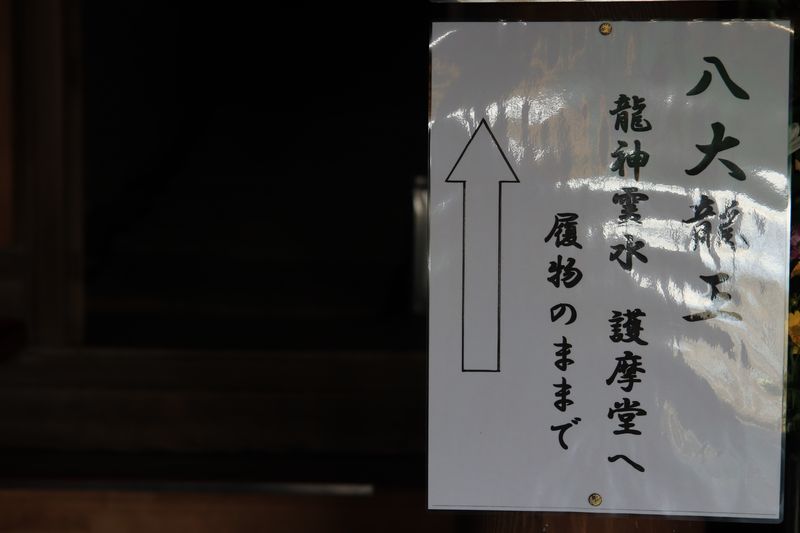 八大龍王
龍神霊水 護摩堂へ
履物のままで